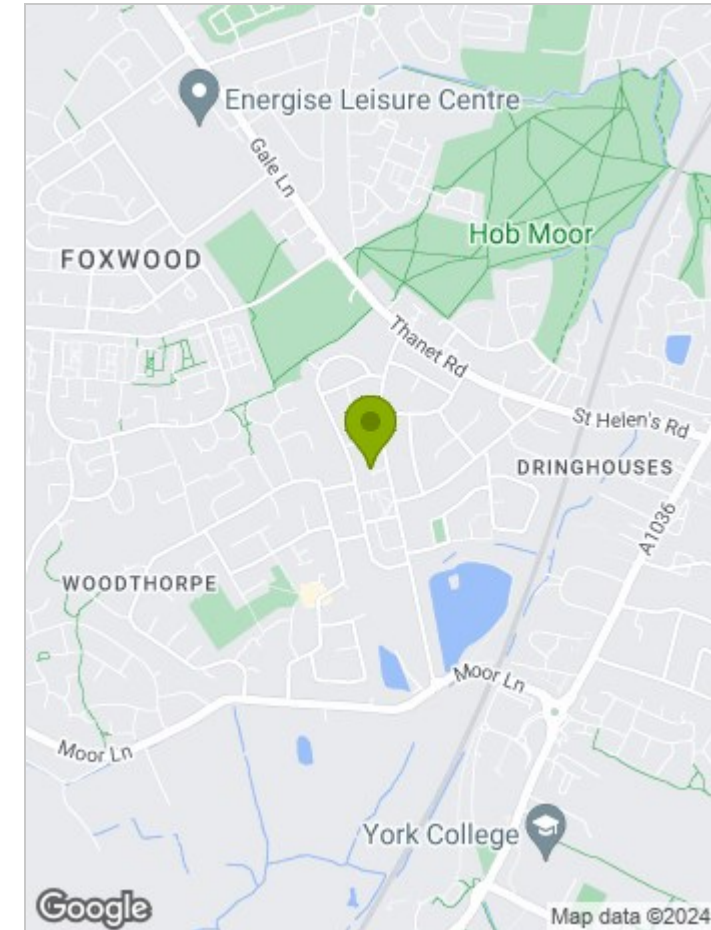 Energise Leisure Centre
Gale Ln
Hob Moor
FOXWOOD
Thanet Rd
St Helen's Rd
DRINGHOUSES
A1036
WOODTHORPE
Moor Ln
Moor Ln
York College
Google
Map data ©2024